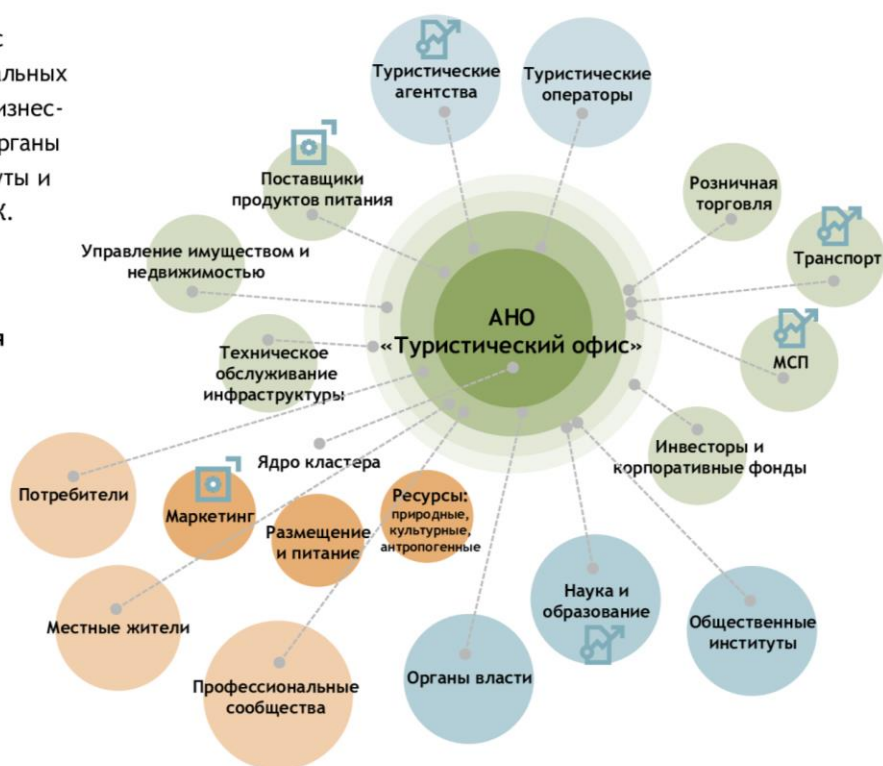 с
альных
изнес-
органы
уты и
Х.
я
Туристические
агентства
Туристические
операторы
Поставщики
продуктов питания
Розничная
торговля
Управление имуществом и
недвижимостью
Транспорт
АНО
«Туристический офис»
Техническое
обслуживание
инфраструктуры
МСП
Ядро кластера
Инвесторы и
корпоративные фонды
Потребители
Маркетинг
Размещение
и питание
Ресурсы:
природные,
культурные,
антропогенные
Местные жители
Наука и
образование
Общественные
институты
Профессиональные
сообщества
Органы власти